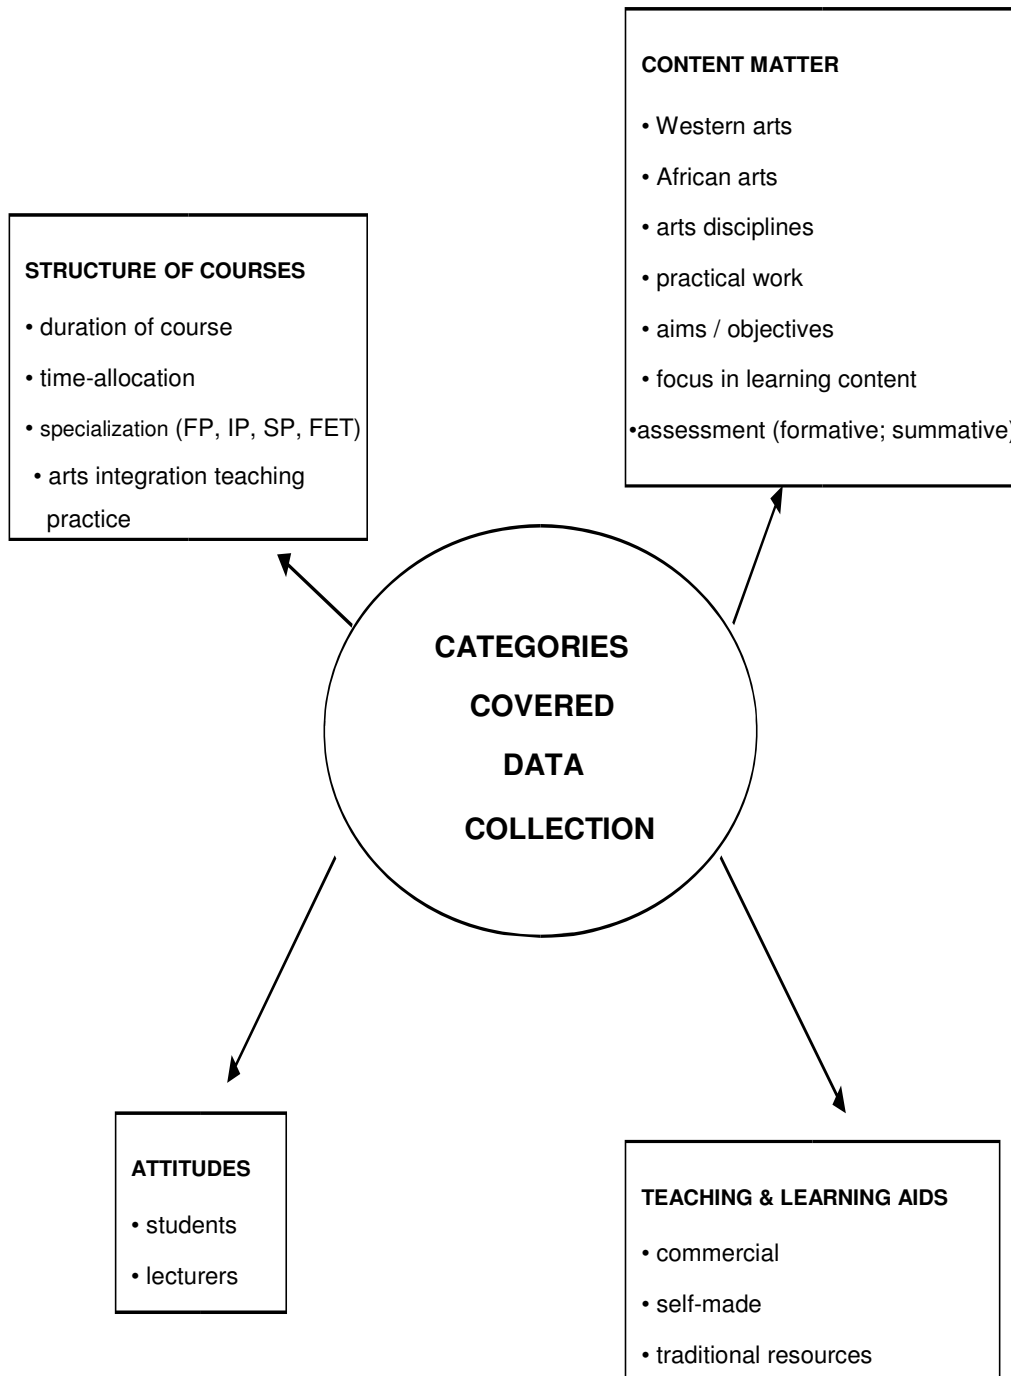 CONTENT MATTER
• Western arts
• African arts
• arts disciplines
• practical work
• aims / objectives
• focus in learning content
•assessment (formative; summative)
STRUCTURE OF COURSES
• duration of course
• time-allocation
• specialization (FP, IP, SP, FET)
• arts integration teaching
practice
CATEGORIES
COVERED
DATA
COLLECTION
ATTITUDES
• students
• lecturers
TEACHING & LEARNING AIDS
• commercial
• self-made
• traditional resources